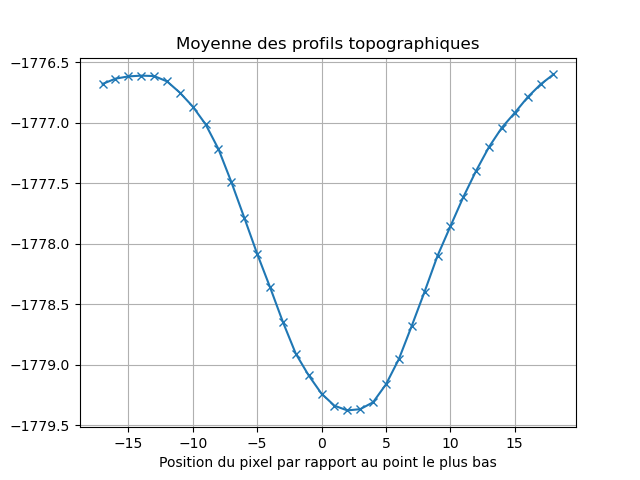 Moyenne des profils topographiques
−1776.5
−1777.0
−1777.5
−1778.0
−1778.5
−1779.0
−1779.5
−15 −10 −5 0 5 10 15
Position du pixel par rapport au point le plus bas